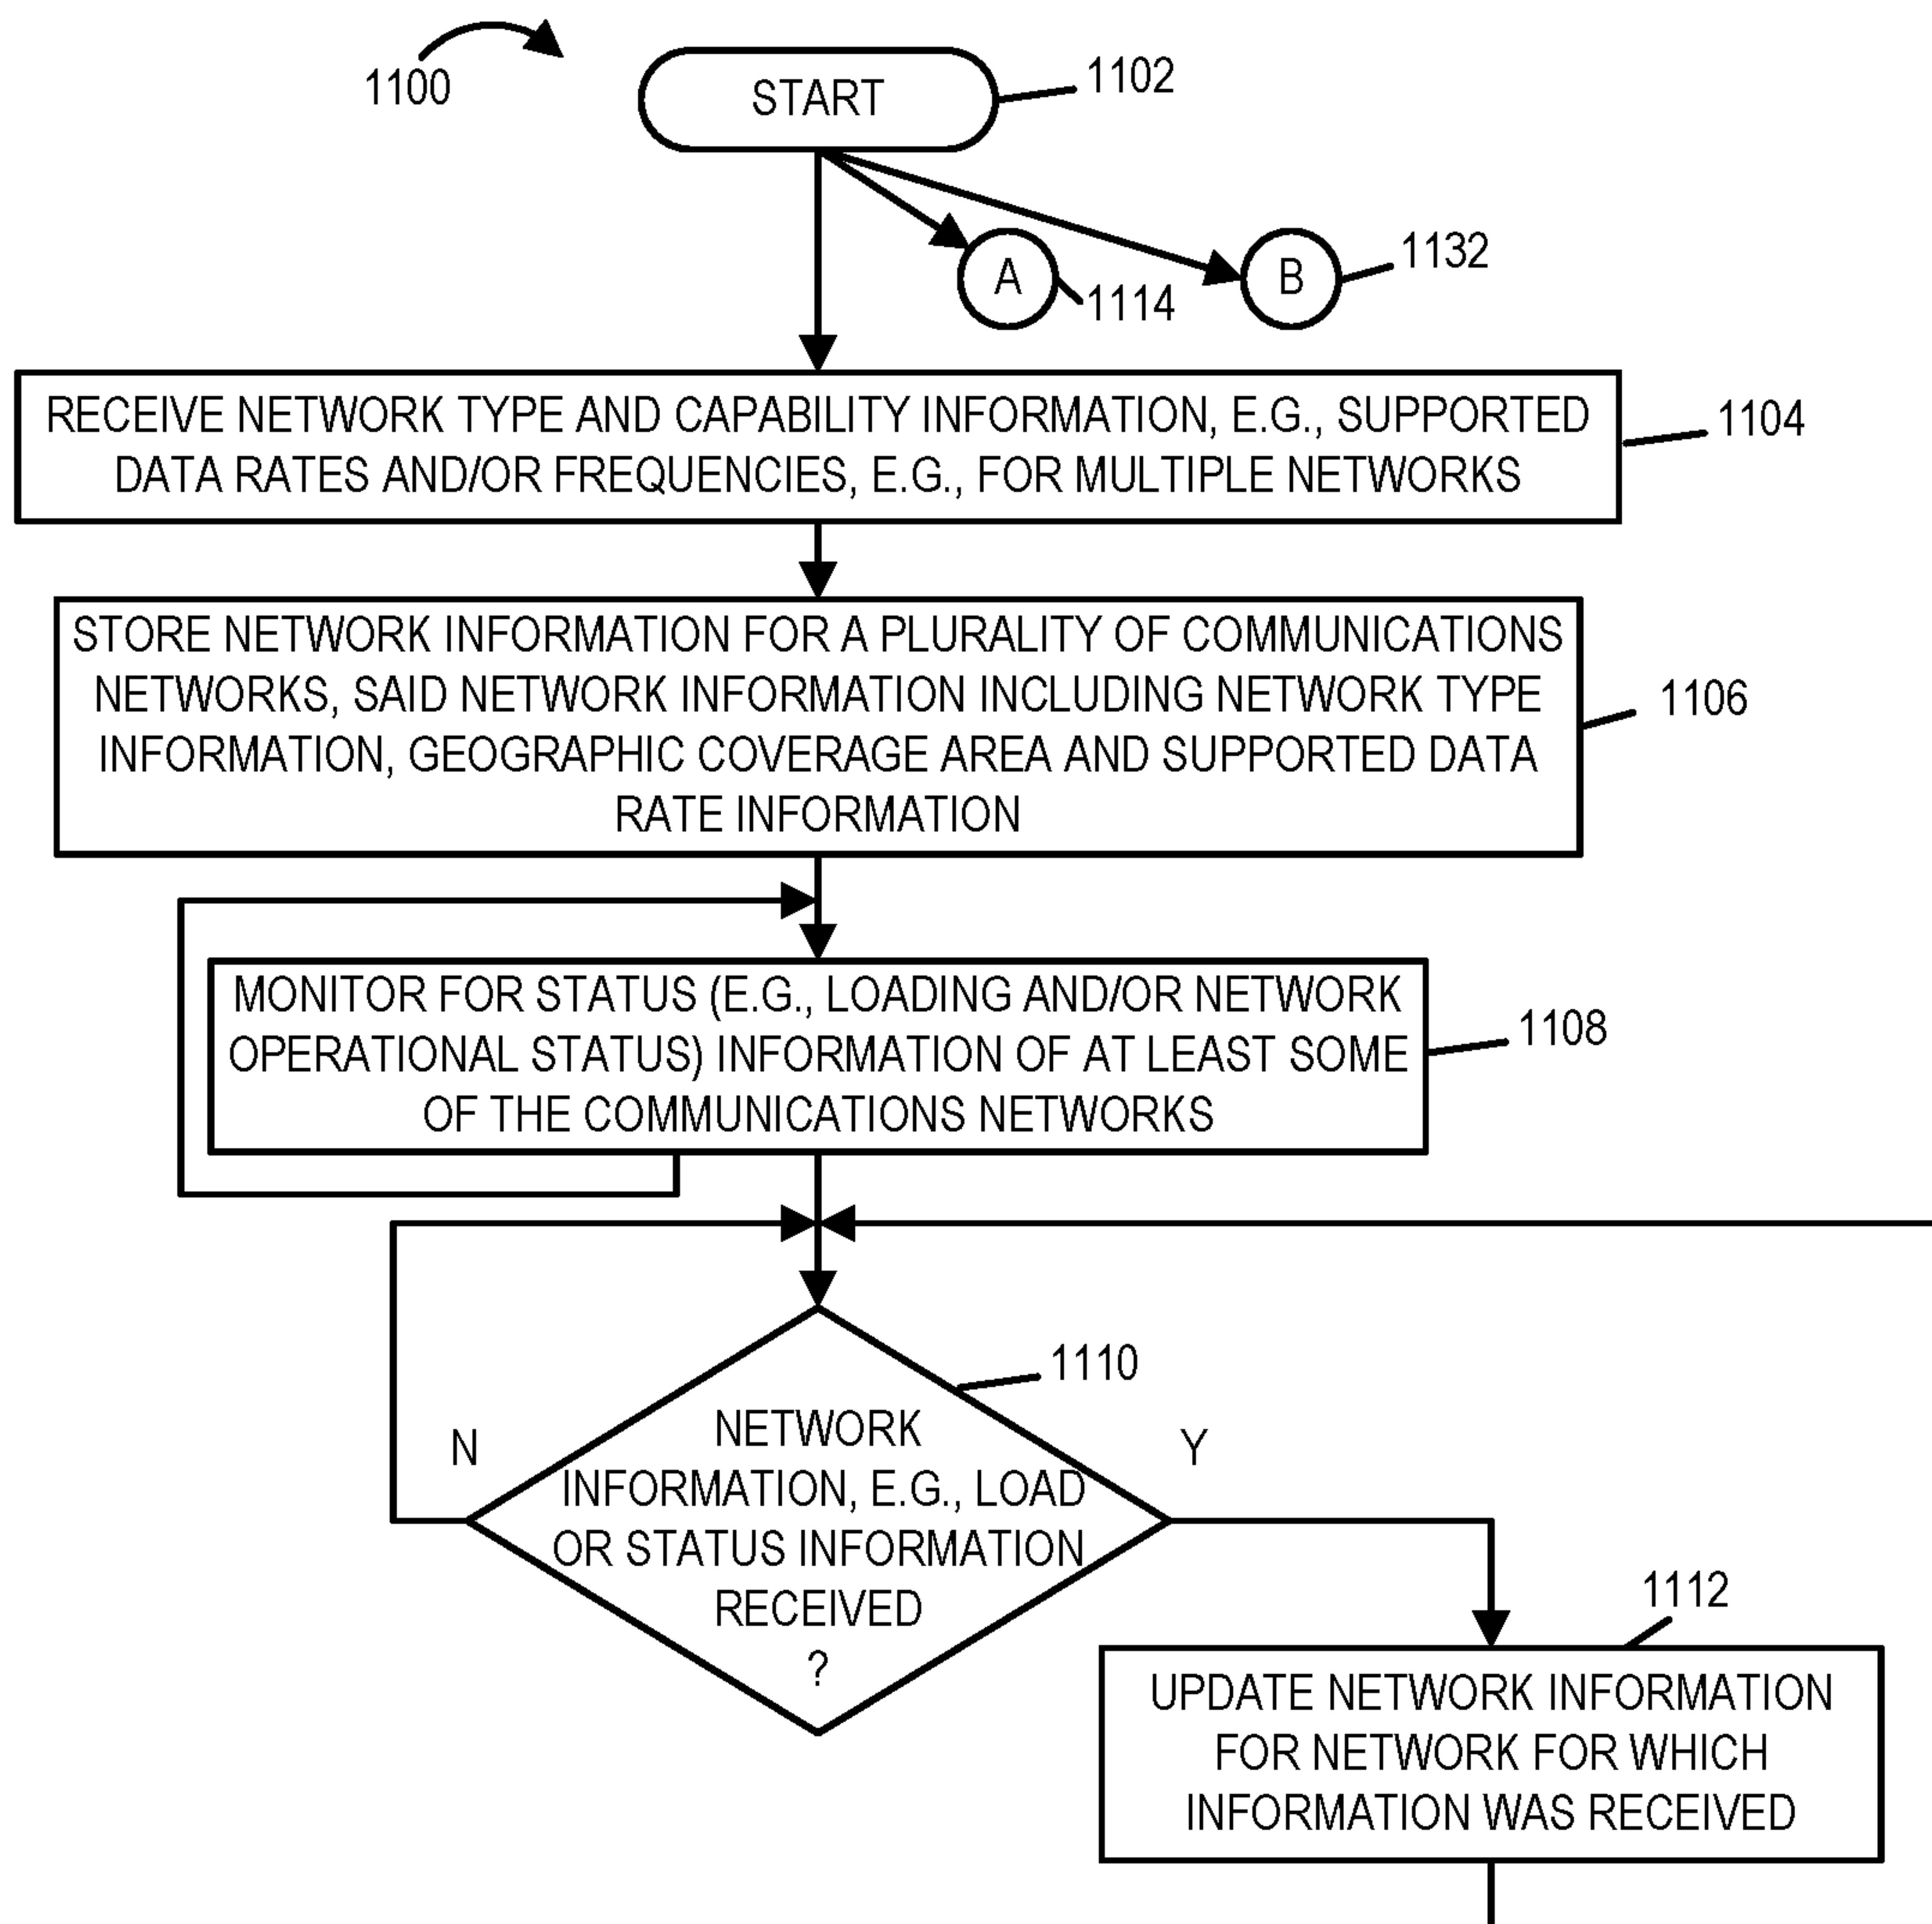 1100
START
1102
A
1114
B
1132
RECEIVE NETWORK TYPE AND CAPABILITY INFORMATION, E.G., SUPPORTED
DATA RATES AND/OR FREQUENCIES, E.G., FOR MULTIPLE NETWORKS
1104
STORE NETWORK INFORMATION FOR A PLURALITY OF COMMUNICATIONS
NETWORKS, SAID NETWORK INFORMATION INCLUDING NETWORK TYPE
INFORMATION, GEOGRAPHIC COVERAGE AREA AND SUPPORTED DATA
RATE INFORMATION
1106
MONITOR FOR STATUS (E.G., LOADING AND/OR NETWORK
OPERATIONAL STATUS) INFORMATION OF AT LEAST SOME
OF THE COMMUNICATIONS NETWORKS
1108
1110
N
NETWORK
INFORMATION, E.G., LOAD
OR STATUS INFORMATION
RECEIVED
?
Y
1112
UPDATE NETWORK INFORMATION
FOR NETWORK FOR WHICH
INFORMATION WAS RECEIVED